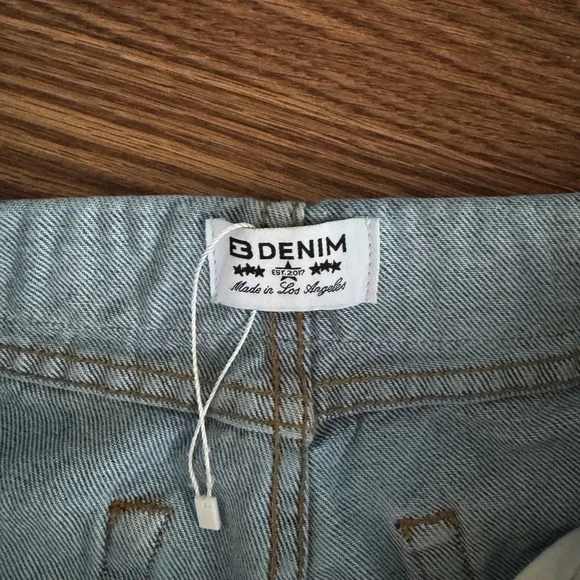 EB DENIM
EST. 2017
Made in Los Angeles